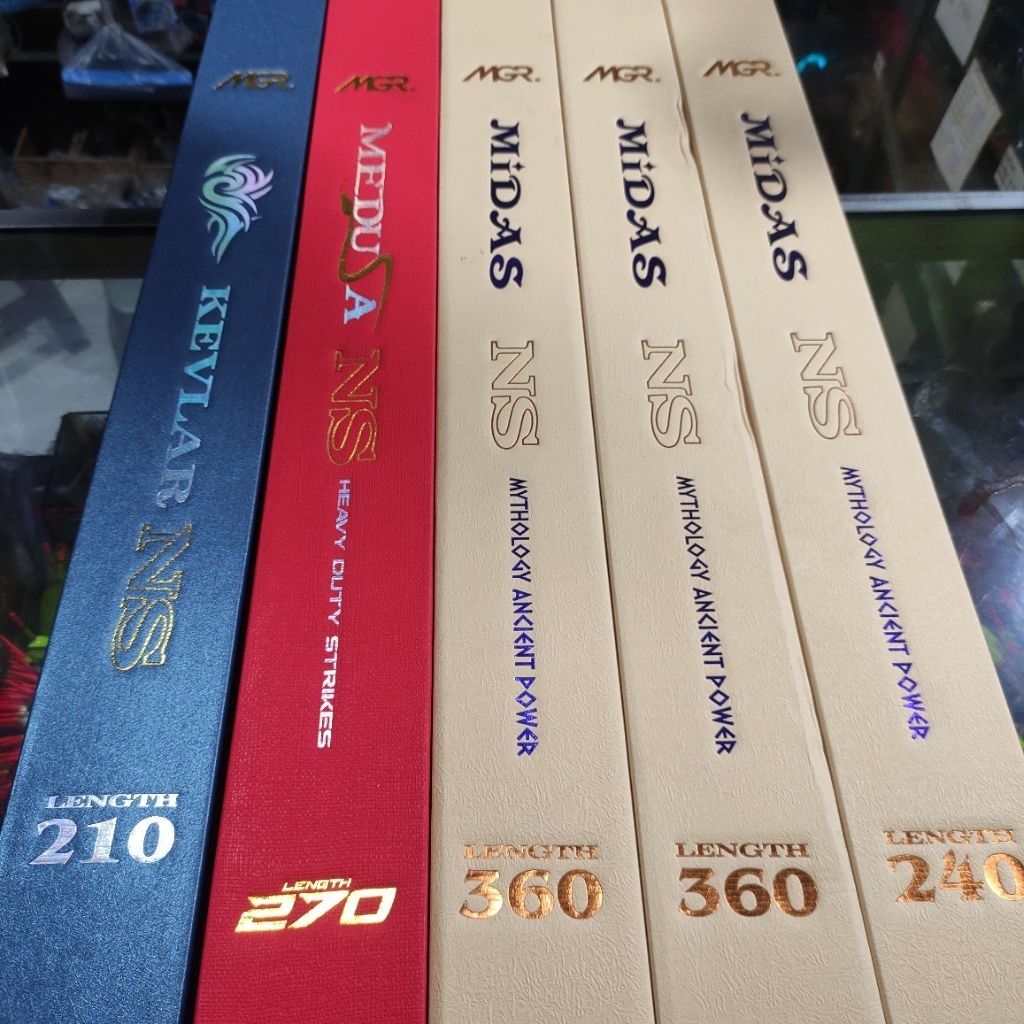 MGR.
KEVLAR
NS
LENGTH
210
MGR.
MEDUSA
NS
HEAVY DUTY STRIKES
LENGTH
270
MGR.
MiDAS
NS
MYTHOLOGY ANCIENT POWER
LENGTH
360
MGR.
MiDAS
NS
MYTHOLOGY ANCIENT POWER
LENGTH
360
MGR.
MiDAS
NS
MYTHOLOGY ANCIENT POWER
LENGTH
240